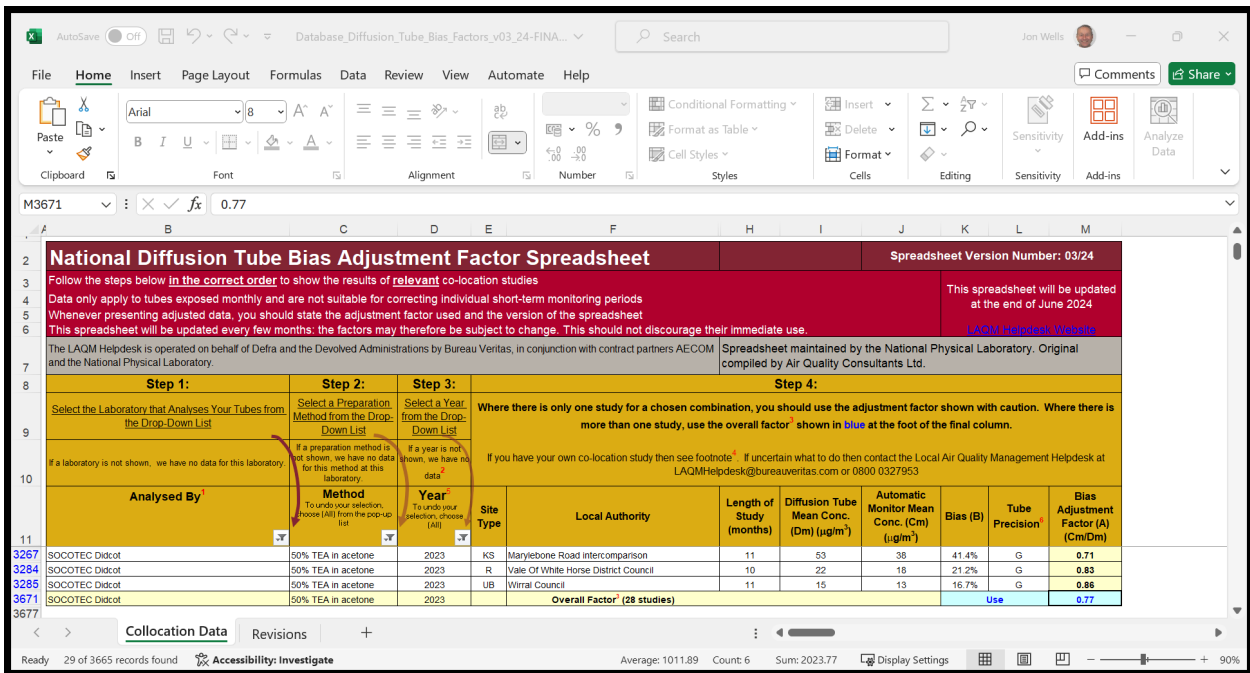 AutoSave Off Database_Diffusion_Tube_Bias_Factors_v03_24-FINA... Search Jon Wells
File Home Insert Page Layout Formulas Data Review View Automate Help Comments Share
Paste Arial 8 A^ A˅ ab Conditional Formatting Insert Σ Sensitivity Add-ins Analyze Data
B I U A % 9 Format as Table Delete
Cell Styles Format
Clipboard Font Alignment Number Styles Cells Editing Sensitivity Add-ins
M3671 fx 0.77
A B C D E F H I J K L M
2 National Diffusion Tube Bias Adjustment Factor Spreadsheet Spreadsheet Version Number: 03/24
3 Follow the steps below in the correct order to show the results of relevant co-location studies
4 Data only apply to tubes exposed monthly and are not suitable for correcting individual short-term monitoring periods
5 Whenever presenting adjusted data, you should state the adjustment factor used and the version of the spreadsheet
6 This spreadsheet will be updated every few months: the factors may therefore be subject to change. This should not discourage their immediate use.
This spreadsheet will be updated
at the end of June 2024
LAQM Helpdesk Website
7 The LAQM Helpdesk is operated on behalf of Defra and the Devolved Administrations by Bureau Veritas, in conjunction with contract partners AECOM
and the National Physical Laboratory.
Spreadsheet maintained by the National Physical Laboratory. Original
compiled by Air Quality Consultants Ltd.
8 Step 1: Step 2: Step 3: Step 4:
9 Select the Laboratory that Analyses Your Tubes from
the Drop-Down List
Select a Preparation
Method from the Drop-
Down List
Select a Year
from the Drop-
Down List
Where there is only one study for a chosen combination, you should use the adjustment factor shown with caution. Where there is
more than one study, use the overall factor³ shown in blue at the foot of the final column.
10 If a laboratory is not shown, we have no data for this laboratory.
If a preparation method is
not shown, we have no data
for this method at this
laboratory.
If a year is not
shown, we have no
data²
If you have your own co-location study then see footnote⁴. If uncertain what to do then contact the Local Air Quality Management Helpdesk at
LAQMHelpdesk@bureauveritas.com or 0800 0327953
11 Analysed By¹
Method
To undo your selection,
choose (All) from the pop-up
list
Year⁵
To undo your
selection, choose
(All)
Site
Type
Local Authority
Length of
Study
(months)
Diffusion Tube
Mean Conc.
(Dm) (μg/m³)
Automatic
Monitor Mean
Conc. (Cm)
(μg/m³)
Bias (B)
Tube
Precision⁶
Bias
Adjustment
Factor (A)
(Cm/Dm)
3267 SOCOTEC Didcot 50% TEA in acetone 2023 KS Marylebone Road intercomparison 11 53 38 41.4% G 0.71
3284 SOCOTEC Didcot 50% TEA in acetone 2023 R Vale Of White Horse District Council 10 22 18 21.2% G 0.83
3285 SOCOTEC Didcot 50% TEA in acetone 2023 UB Wirral Council 11 15 13 16.7% G 0.86
3671 SOCOTEC Didcot 50% TEA in acetone 2023 Overall Factor³ (28 studies) Use 0.77
3677
Collocation Data Revisions +
Ready 29 of 3665 records found Accessibility: Investigate Average: 1011.89 Count: 6 Sum: 2023.77 Display Settings 90%